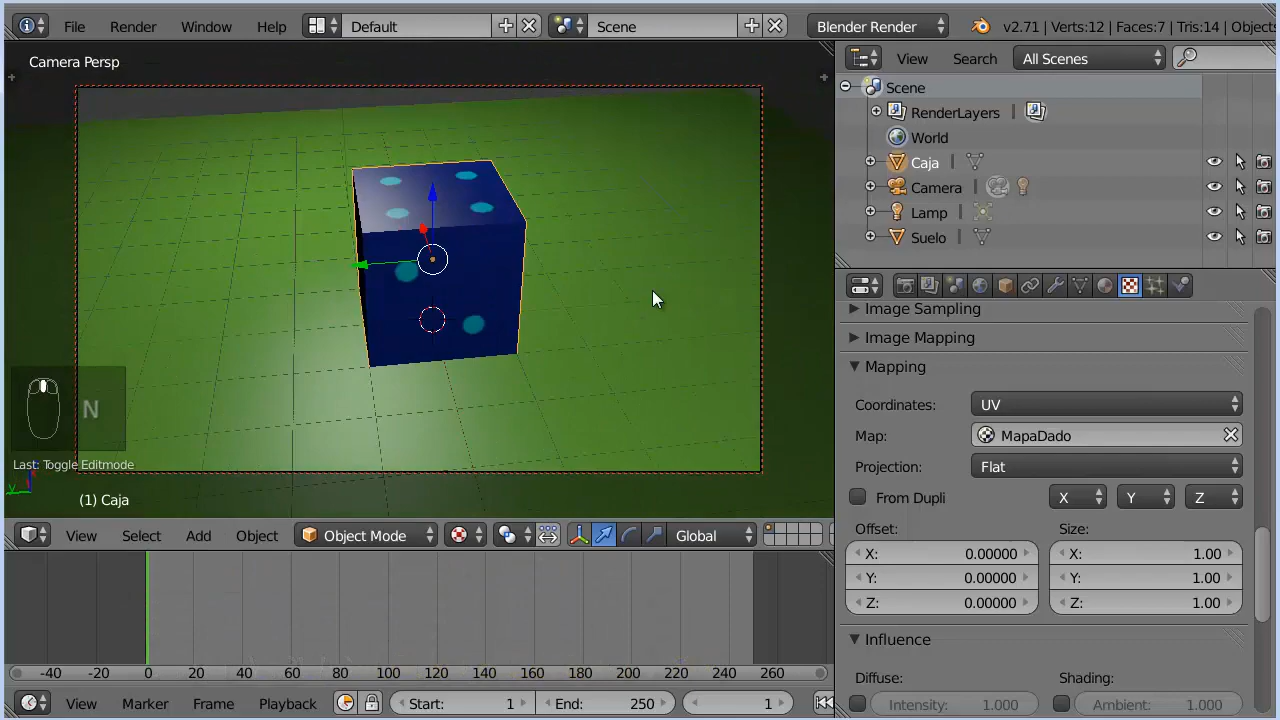 File Render Window Help Default Scene Blender Render v2.71 | Verts:12 | Faces:7 | Tris:14 | Objects
Camera Persp
View Search All Scenes
Scene
RenderLayers
World
Caja
Camera
Lamp
Suelo
N
Last: Toggle Editmode
y
(1) Caja
View Select Add Object Object Mode Global
-40 -20 0 20 40 60 80 100 120 140 160 180 200 220 240 260
View Marker Frame Playback Start: 1 End: 250 1
Image Sampling
Image Mapping
Mapping
Coordinates: UV
Map: MapaDado
Projection: Flat
From Dupli X Y Z
Offset: Size:
X: 0.00000 X: 1.00
Y: 0.00000 Y: 1.00
Z: 0.00000 Z: 1.00
Influence
Diffuse: Shading:
Intensity: 1.000 Ambient: 1.000